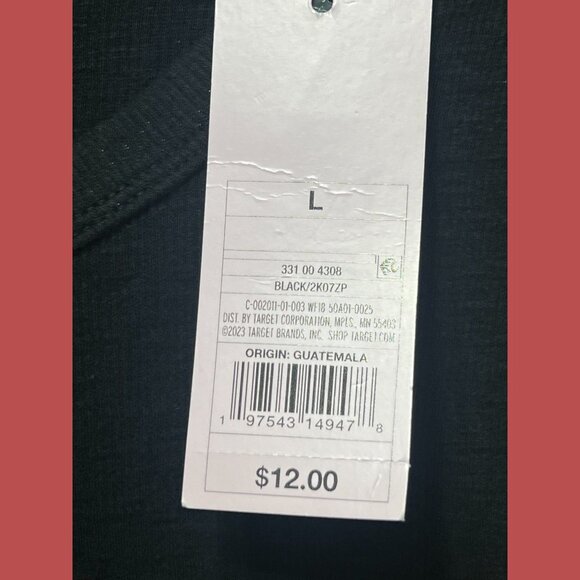 L
331 00 4308
BLACK/2K07ZP
C-002011-01-003 WF18 50A01-0025
DIST. BY TARGET CORPORATION, MPLS, MN 55403
©2023 TARGET BRANDS, INC. SHOP TARGET.COM
ORIGIN: GUATEMALA
1 97543 14947 8
$12.00